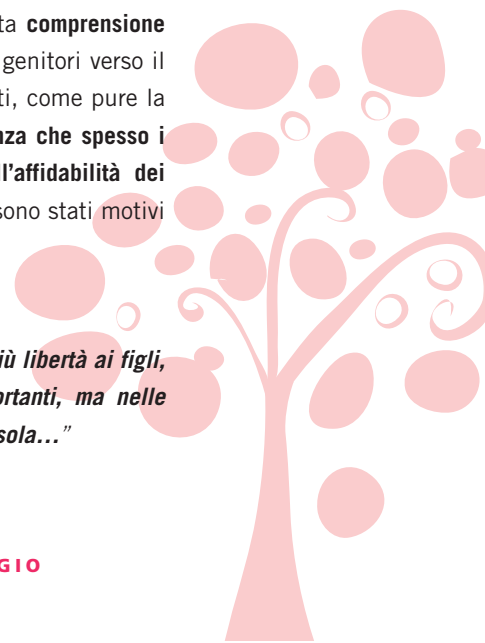 ta comprensione
genitori verso il
ti, come pure la
nza che spesso i
ll'affidabilità dei
sono stati motivi
iù libertà ai figli,
ortanti, ma nelle
sola...”
GIO